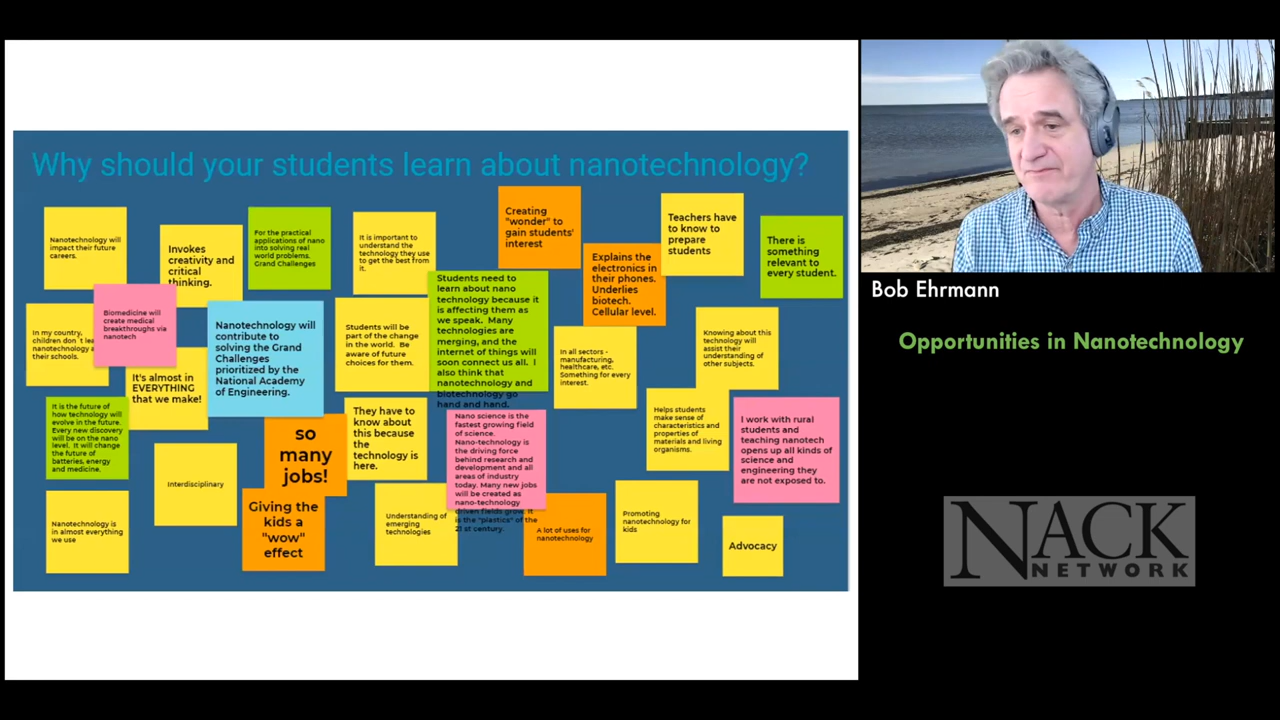 Why should your students learn about nanotechnology?
Nanotechnology will
impact their future
careers.
Invokes
creativity and
critical
thinking.
For the practical
applications of nano
into solving real
world problems.
Grand Challenges
It is important to
understand the
technology they use
to get the best from
it.
Creating
"wonder" to
gain students'
interest
Teachers have
to know to
prepare
students
There is
something
relevant to
every student.
Explains the
electronics in
their phones.
Underlies
biotech.
Cellular level.
Students need to
learn about nano
technology because it
is affecting them as
we speak. Many
technologies are
merging, and the
internet of things will
soon connect us all. I
also think that
nanotechnology and
biotechnology go
hand and hand.
In my country,
children don´t
nanotechnology
their schools.
Biomedicine will
create medical
breakthroughs via
nanotech
Nanotechnology will
contribute to
solving the Grand
Challenges
prioritized by the
National Academy
of Engineering.
Students will be
part of the change
in the world. Be
aware of future
choices for them.
In all sectors -
manufacturing,
healthcare, etc.
Something for every
interest.
Knowing about this
technology will
assist their
understanding of
other subjects.
It's almost in
EVERYTHING
that we make!
It is the future of
how technology will
evolve in the future.
Every new discovery
will be on the nano
level. It will change
the future of
batteries, energy
and medicine.
so
many
jobs!
They have to
know about
this because
the
technology is
here.
Nano science is the
fastest growing field
of science.
Nano-technology is
the driving force
behind research and
development and all
areas of industry
today. Many new jobs
will be created as
nano-technology
driven fields grow. It
is the "plastics" of the
21 st century.
Helps students
make sense of
characteristics and
properties of
materials and living
organisms.
I work with rural
students and
teaching nanotech
opens up all kinds of
science and
engineering they
are not exposed to.
Interdisciplinary
Nanotechnology is
in almost everything
we use
Giving the
kids a
"wow"
effect
Understanding of
emerging
technologies
A lot of uses for
nanotechnology
Promoting
nanotechnology for
kids
Advocacy
Bob Ehrmann
Opportunities in Nanotechnology
NACK
NETWORK